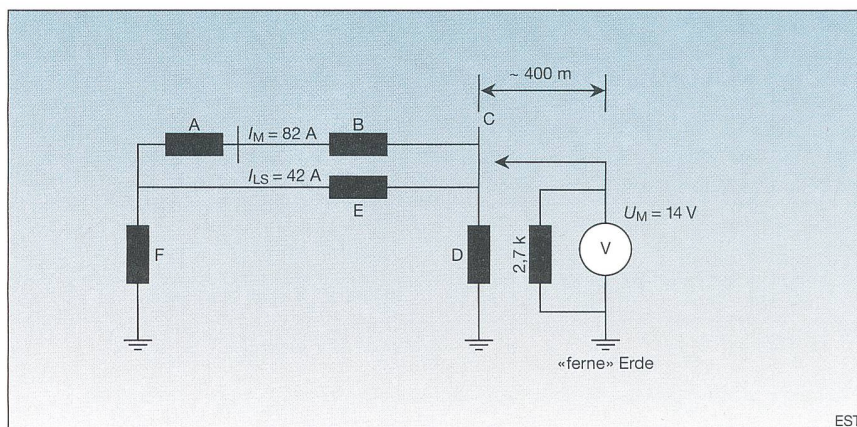 ~ 400 m
C
A
I_M = 82 A
B
I_LS = 42 A
E
U_M = 14 V
F
D
2,7 k
V
«ferne» Erde
EST